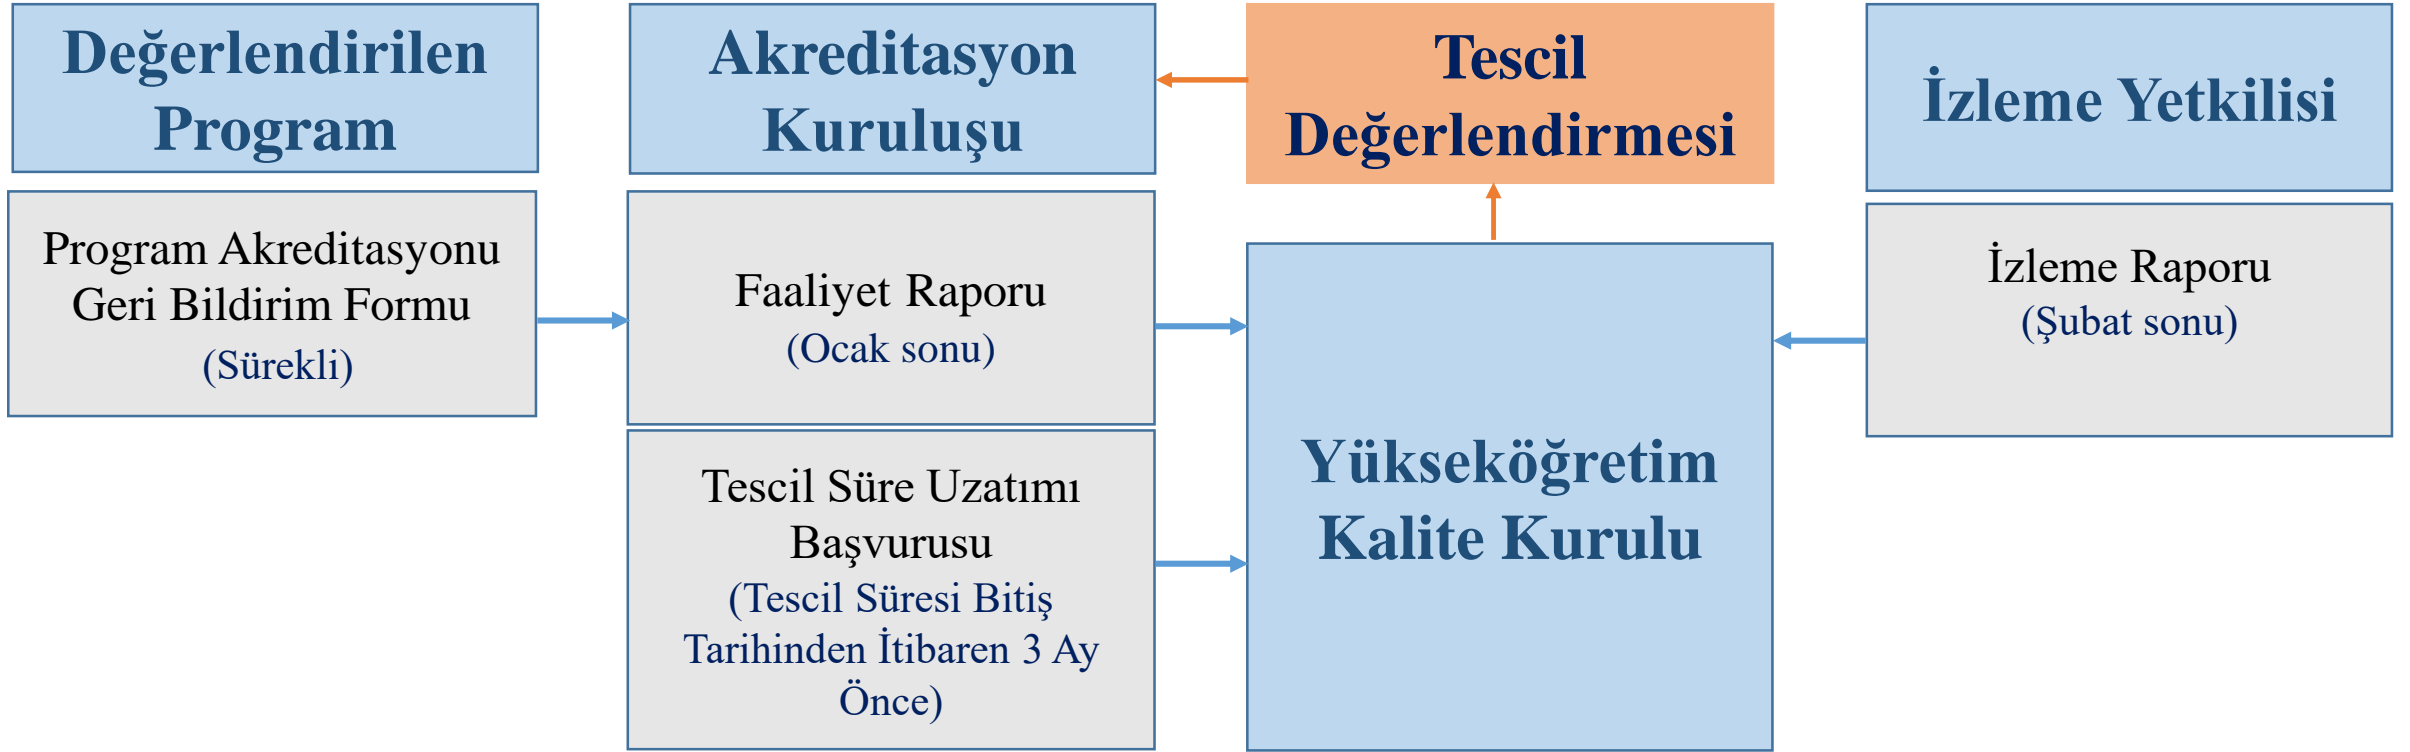 Değerlendirilen
Program
Program Akreditasyonu
Geri Bildirim Formu
(Sürekli)
Akreditasyon
Kuruluşu
Faaliyet Raporu
(Ocak sonu)
Tescil Süre Uzatımı
Başvurusu
(Tescil Süresi Bitiş
Tarihinden İtibaren 3 Ay
Önce)
Tescil
Değerlendirmesi
Yükseköğretim
Kalite Kurulu
İzleme Yetkilisi
İzleme Raporu
(Şubat sonu)